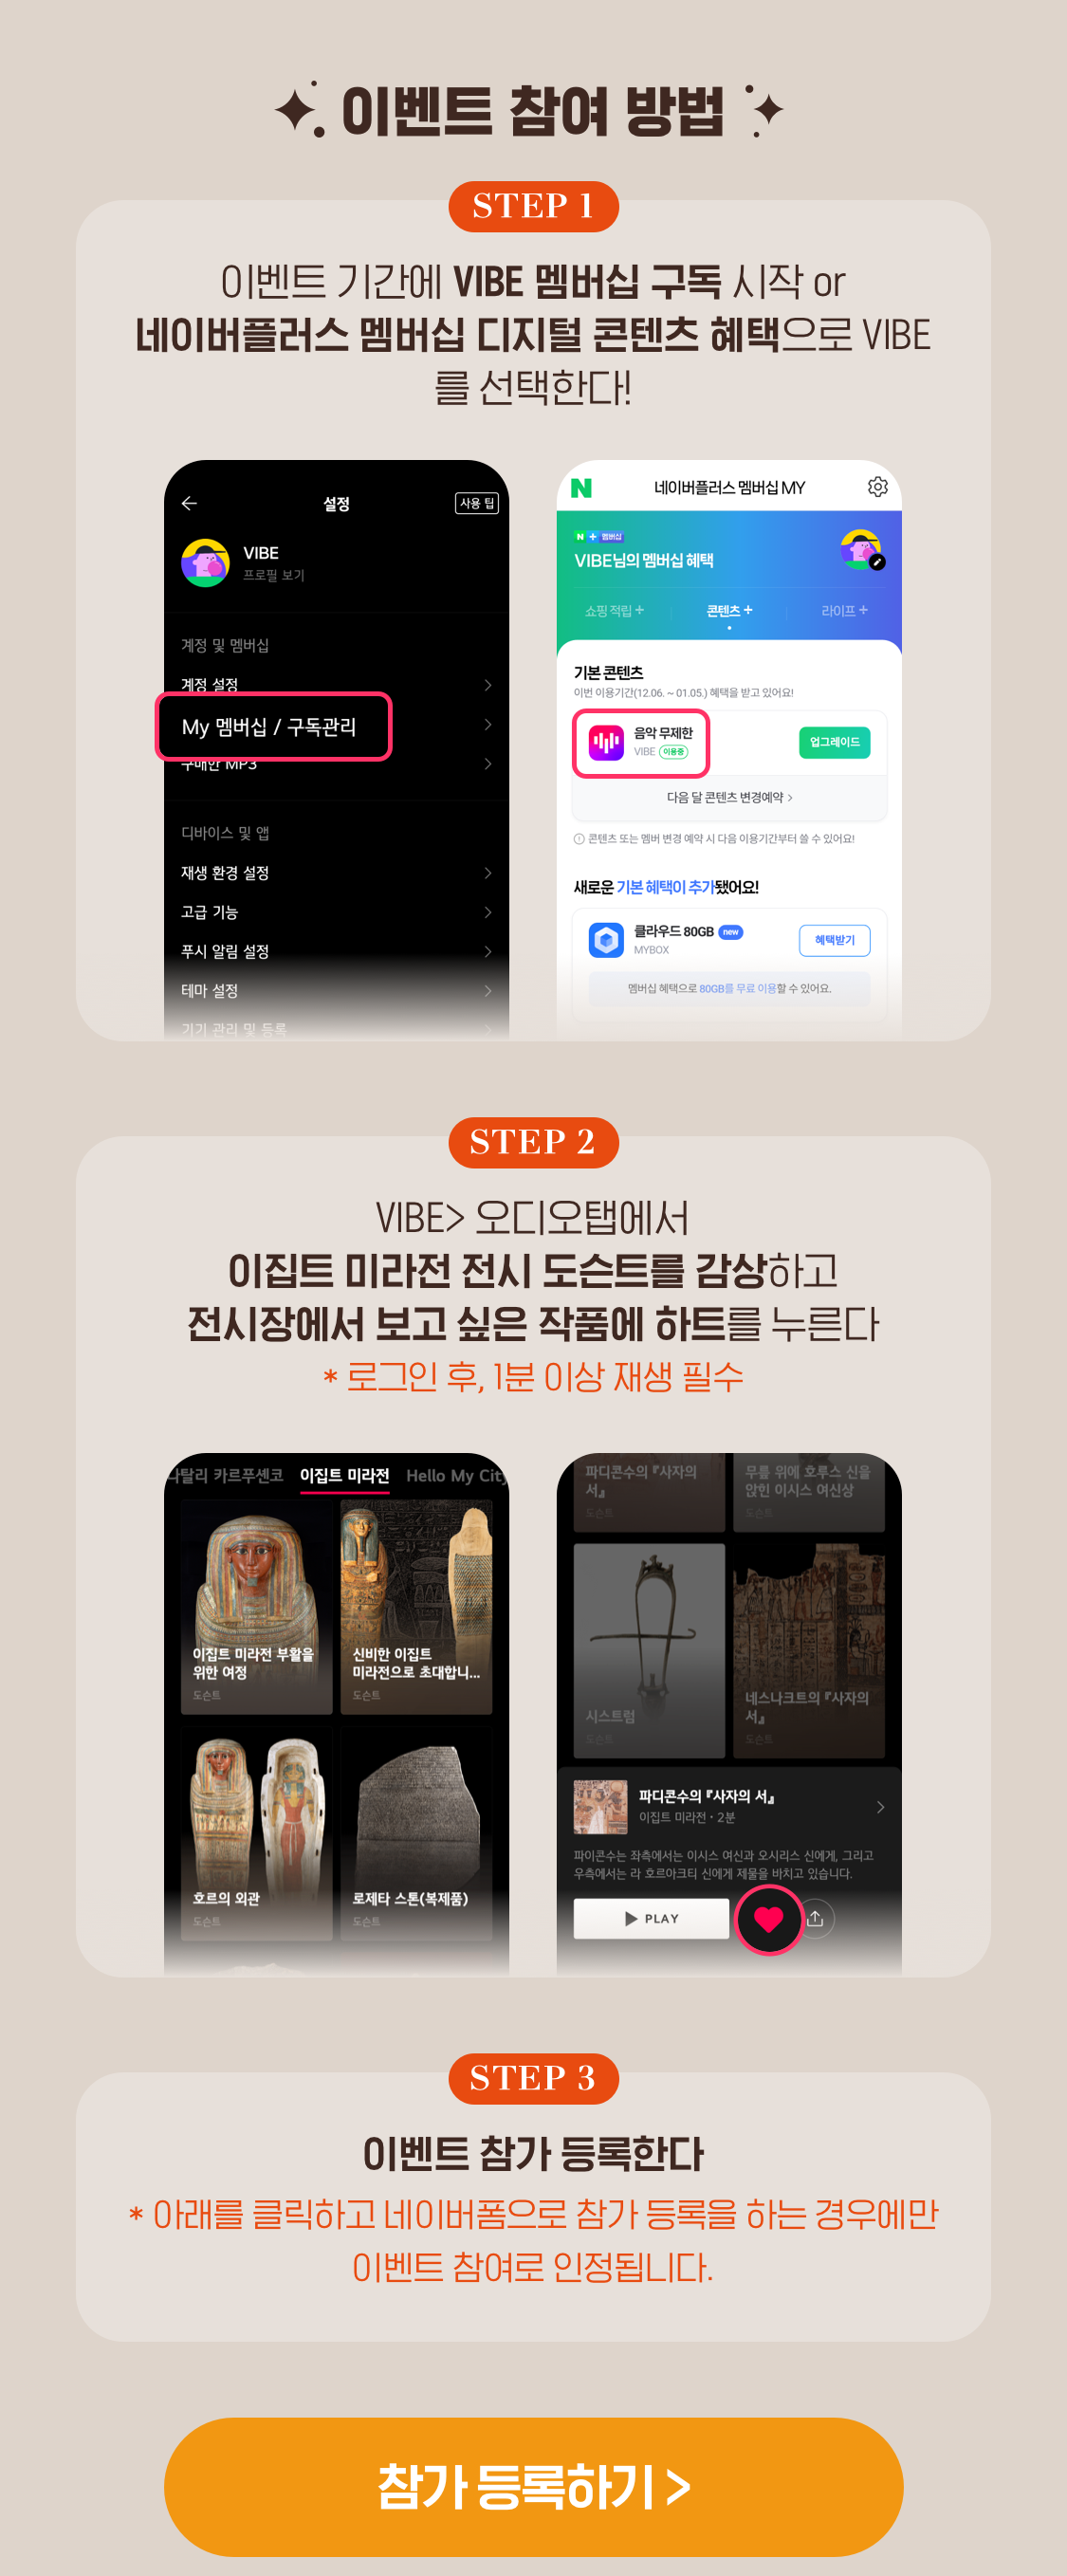 이벤트 참여 방법
STEP 1
이벤트 기간에 VIBE 멤버십 구독 시작 or
네이버플러스 멤버십 디지털 콘텐츠 혜택으로 VIBE
를 선택한다!
설정
사용 팁
VIBE
프로필 보기
계정 및 멤버십
계정 설정
My 멤버십 / 구독관리
구매한 MP3
디바이스 및 앱
재생 환경 설정
고급 기능
푸시 알림 설정
테마 설정
기기 관리 및 등록
N
네이버플러스 멤버십 MY
N + 멤버십
VIBE님의 멤버십 혜택
쇼핑 적립 +
콘텐츠 +
라이프 +
기본 콘텐츠
이번 이용기간(12.06. ~ 01.05.) 혜택을 받고 있어요!
음악 무제한
VIBE 이용중
업그레이드
다음 달 콘텐츠 변경예약 >
콘텐츠 또는 멤버 변경 예약 시 다음 이용기간부터 쓸 수 있어요!
새로운 기본 혜택이 추가됐어요!
클라우드 80GB new
MYBOX
혜택받기
멤버십 혜택으로 80GB를 무료 이용할 수 있어요.
STEP 2
VIBE> 오디오탭에서
이집트 미라전 전시 도슨트를 감상하고
전시장에서 보고 싶은 작품에 하트를 누른다
* 로그인 후, 1분 이상 재생 필수
나탈리 카르푸셴코
이집트 미라전
Hello My City
이집트 미라전 부활을
위한 여정
도슨트
신비한 이집트
미라전으로 초대합니...
도슨트
호르의 외관
도슨트
로제타 스톤(복제품)
도슨트
파디콘수의 『사자의
서』
도슨트
무릎 위에 호루스 신을
앉힌 이시스 여신상
도슨트
시스트럼
도슨트
네스나크트의 『사자의
서』
도슨트
파디콘수의 『사자의 서』
이집트 미라전 · 2분
파이콘수는 좌측에서는 이시스 여신과 오시리스 신에게, 그리고
우측에서는 라 호르아크티 신에게 제물을 바치고 있습니다.
PLAY
STEP 3
이벤트 참가 등록한다
* 아래를 클릭하고 네이버폼으로 참가 등록을 하는 경우에만
이벤트 참여로 인정됩니다.
참가 등록하기 >